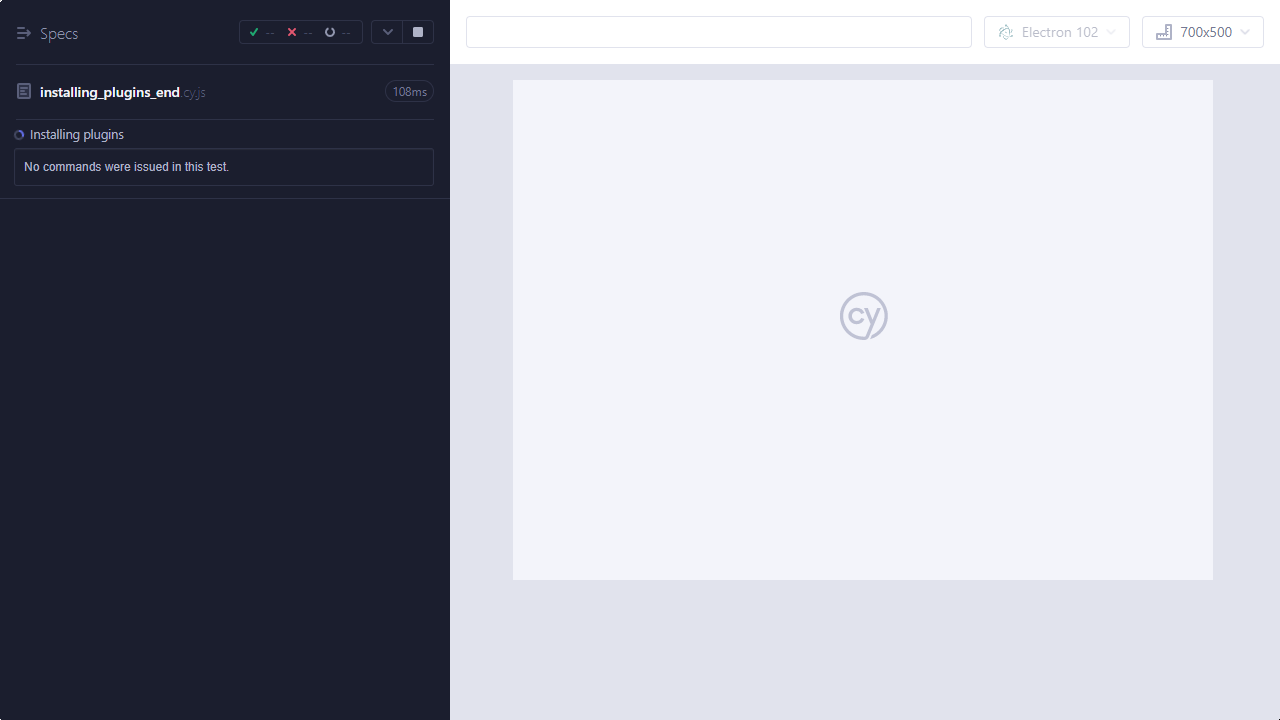 Specs
-- -- --
installing_plugins_end.cy.js 108ms
Installing plugins
No commands were issued in this test.
Electron 102
700x500
cy